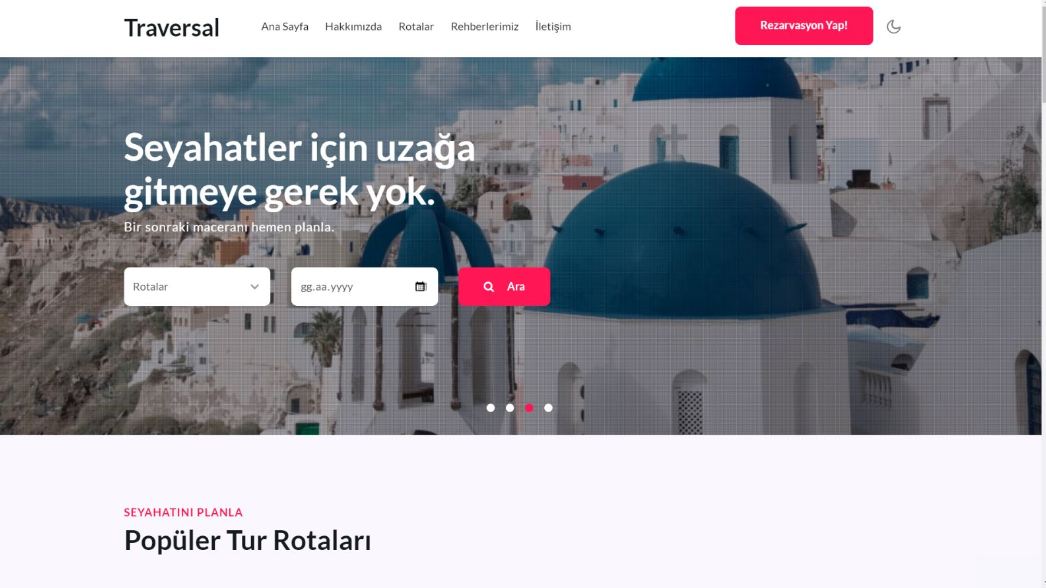 Traversal
Ana Sayfa
Hakkımızda
Rotalar
Rehberlerimiz
İletişim
Rezarvasyon Yap!
Seyahatler için uzağa
gitmeye gerek yok.
Bir sonraki maceranı hemen planla.
Rotalar
gg.aa.yyyy
Ara
SEYAHATINI PLANLA
Popüler Tur Rotaları